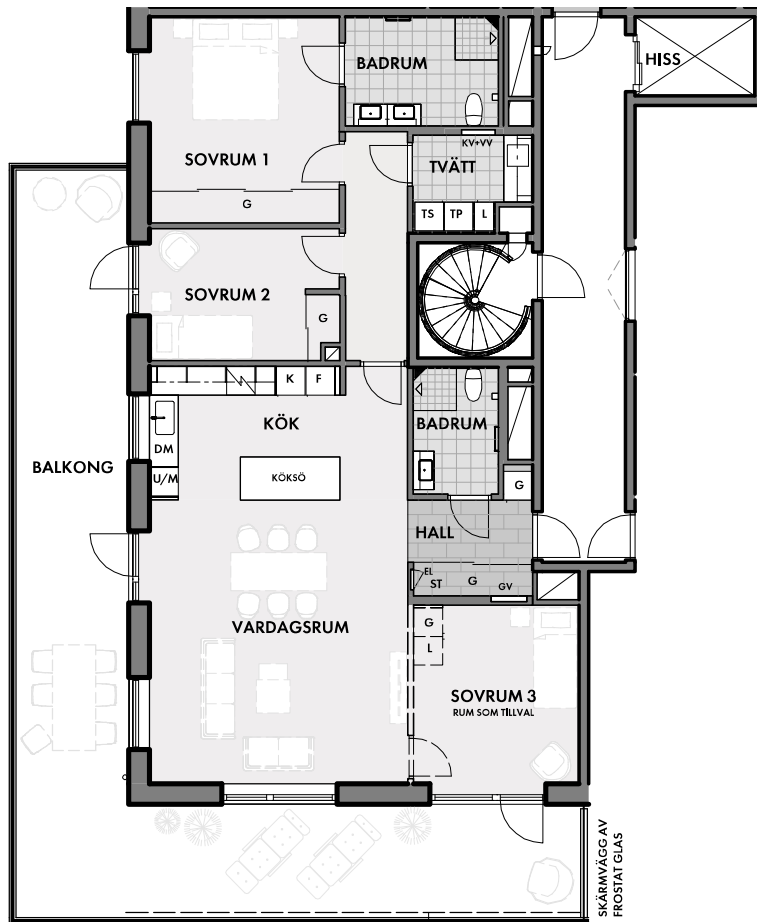 BADRUM
HISS
SOVRUM 1
KV+VV
TVÄTT
G
TS TP L
SOVRUM 2
G
K F
KÖK
BADRUM
DM
BALKONG
U/M
KÖKSÖ
G
HALL
EL
ST G GV
VARDAGSRUM
G
L
SOVRUM 3
RUM SOM TILLVAL
SKÄRMVÄGG AV
FROSTAT GLAS